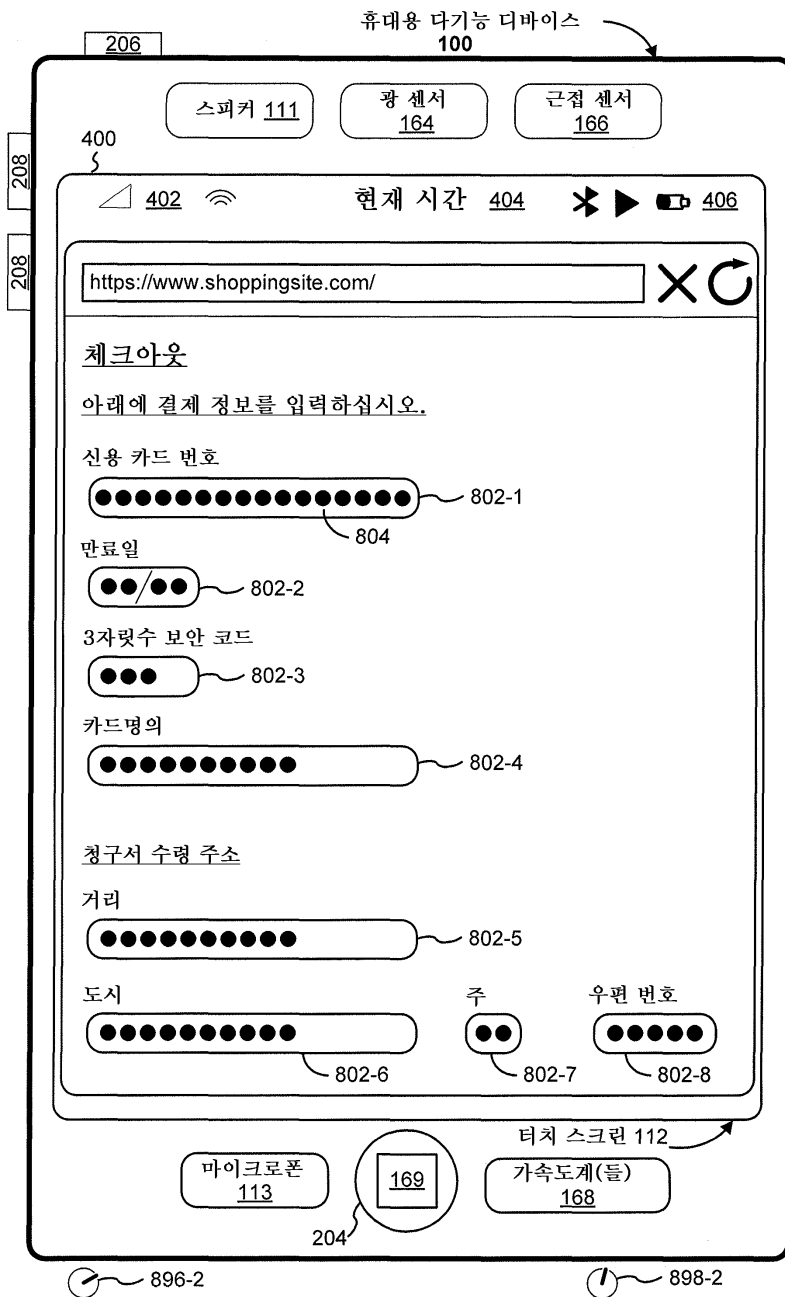 휴대용 다기능 디바이스
100
206
스피커 111
광 센서
164
근접 센서
166
208
208
400
402
현재 시간 404
406
https://www.shoppingsite.com/
체크아웃
아래에 결제 정보를 입력하십시오.
신용 카드 번호
802-1
804
만료일
802-2
3자릿수 보안 코드
802-3
카드명의
802-4
청구서 수령 주소
거리
802-5
도시
주
우편 번호
802-6
802-7
802-8
터치 스크린 112
마이크로폰
113
169
가속도계(들)
168
204
896-2
898-2